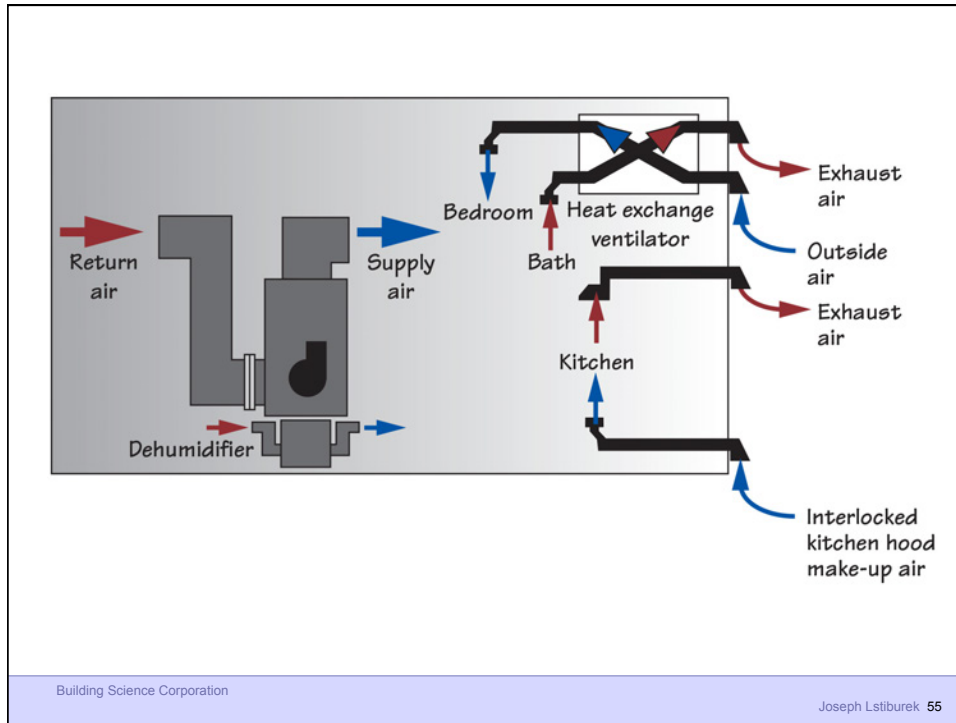 Exhaust
air
Bedroom
Heat exchange
ventilator
Return
air
Supply
air
Bath
Outside
air
Exhaust
air
Kitchen
Dehumidifier
Interlocked
kitchen hood
make-up air
Building Science Corporation
Joseph Lstiburek 55